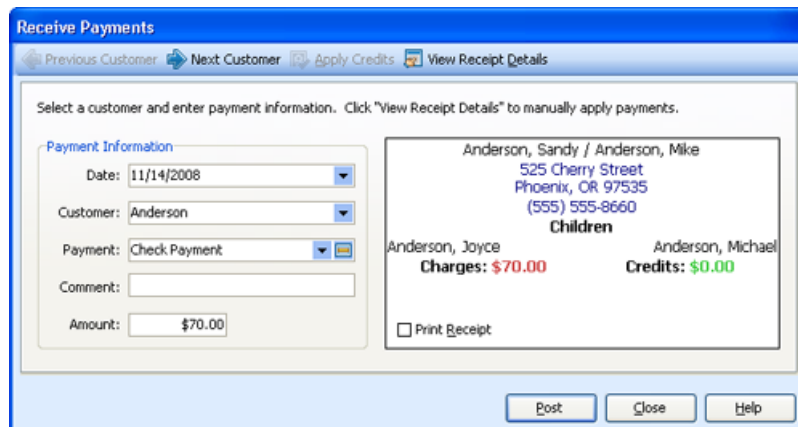 Receive Payments
Previous Customer Next Customer Apply Credits View Receipt Details
Select a customer and enter payment information. Click "View Receipt Details" to manually apply payments.
Payment Information
Date: 11/14/2008
Customer: Anderson
Payment: Check Payment
Comment:
Amount: $70.00
Anderson, Sandy / Anderson, Mike
525 Cherry Street
Phoenix, OR 97535
(555) 555-8660
Children
Anderson, Joyce Anderson, Michael
Charges: $70.00 Credits: $0.00
Print Receipt
Post Close Help